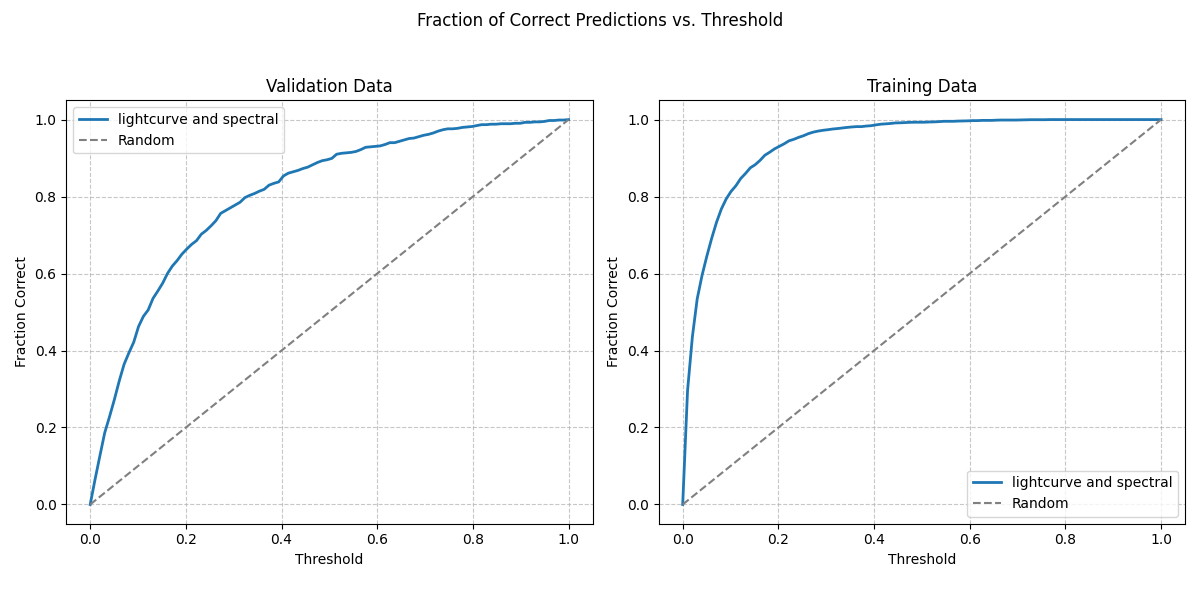 Fraction of Correct Predictions vs. Threshold
Validation Data
lightcurve and spectral
Random
1.0
0.8
0.6
0.4
0.2
0.0
Fraction Correct
0.0 0.2 0.4 0.6 0.8 1.0
Threshold
Training Data
1.0
0.8
0.6
0.4
0.2
0.0
Fraction Correct
lightcurve and spectral
Random
0.0 0.2 0.4 0.6 0.8 1.0
Threshold